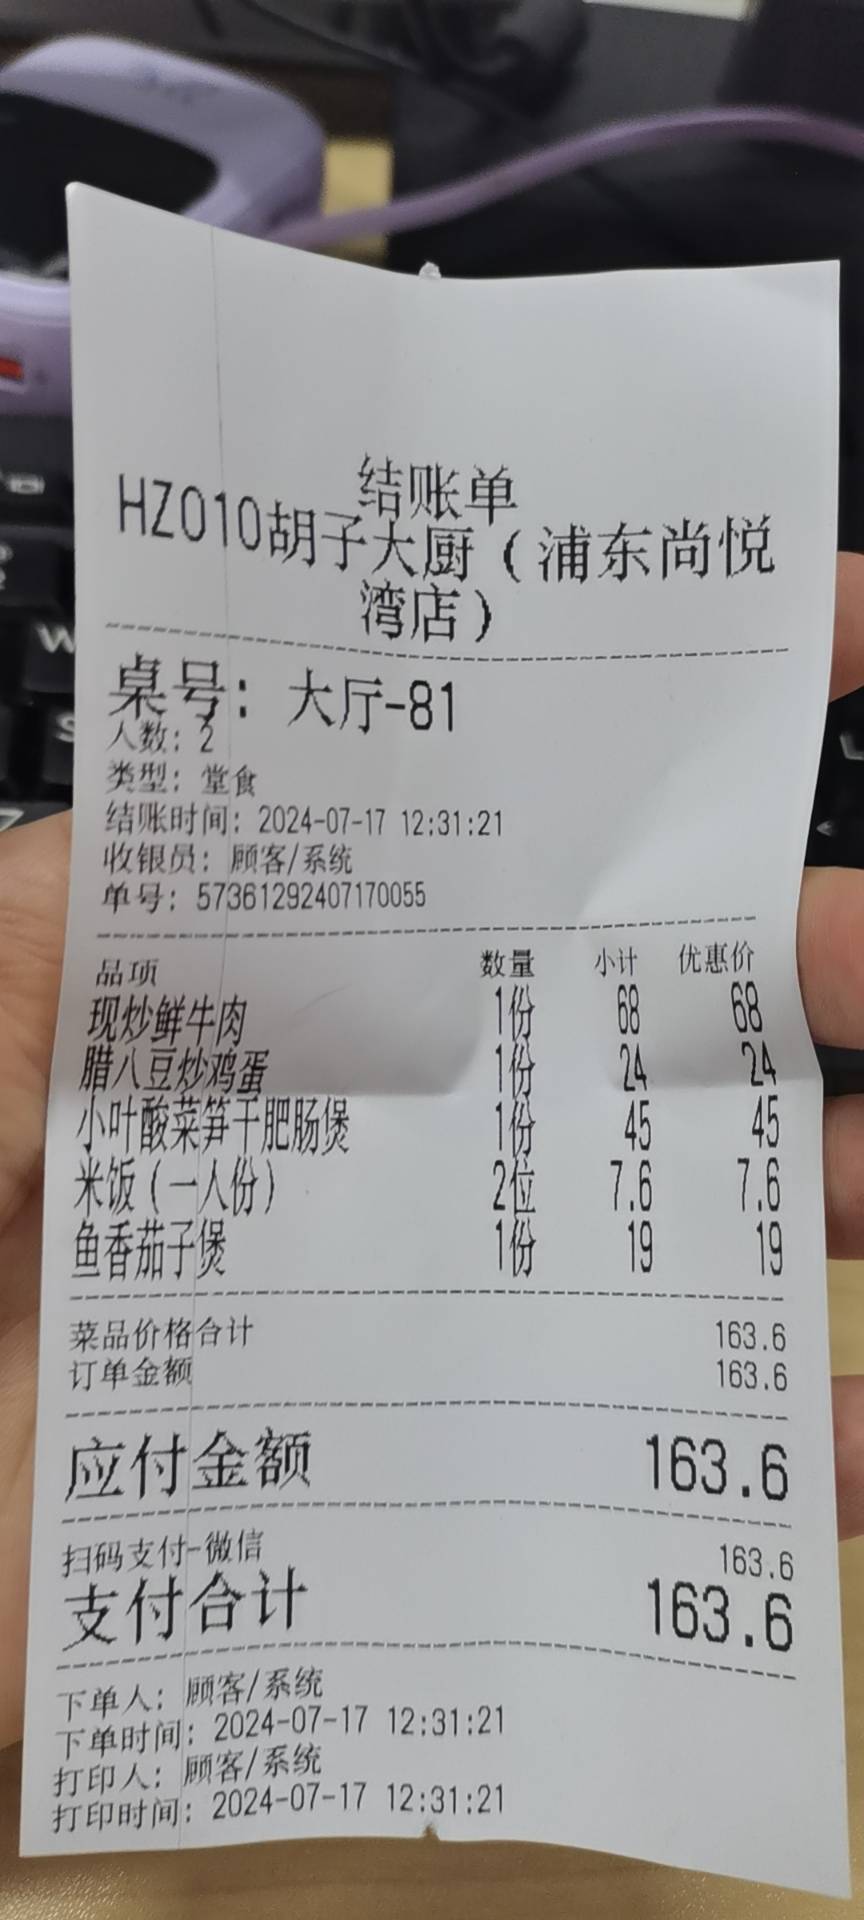 结账单
HZ010胡子大厨（浦东尚悦
湾店）
桌号：大厅-81
人数：2
类型：堂食
结账时间：2024-07-17 12:31:21
收银员：顾客/系统
单号：57361292407170055
品项 数量 小计 优惠价
现炒鲜牛肉 1份 68 68
腊八豆炒鸡蛋 1份 24 24
小叶酸菜笋干肥肠煲 1份 45 45
米饭（一人份） 2位 7.6 7.6
鱼香茄子煲 1份 19 19
菜品价格合计 163.6
订单金额 163.6
应付金额 163.6
扫码支付-微信 163.6
支付合计 163.6
下单人：顾客/系统
下单时间：2024-07-17 12:31:21
打印人：顾客/系统
打印时间：2024-07-17 12:31:21